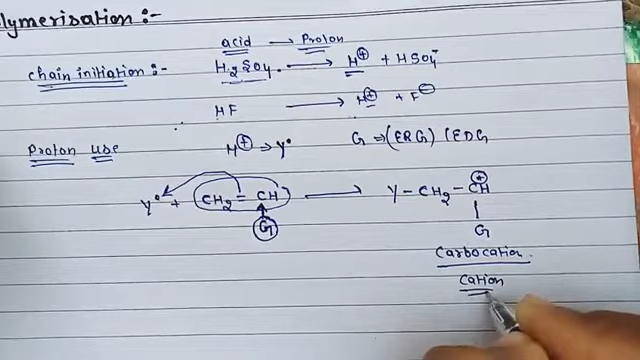 lymerisation :-
acid → Proton
chain initiation :- H2SO4 → H⊕ + HSO4-
HF → H⊕ + F⊖
Proton use H⊕ ⇒ Y• G ⇒ (ERG) (EDG
Y• + CH2 = CH → Y - CH2 - CH
G G
Carbocation.
Cation